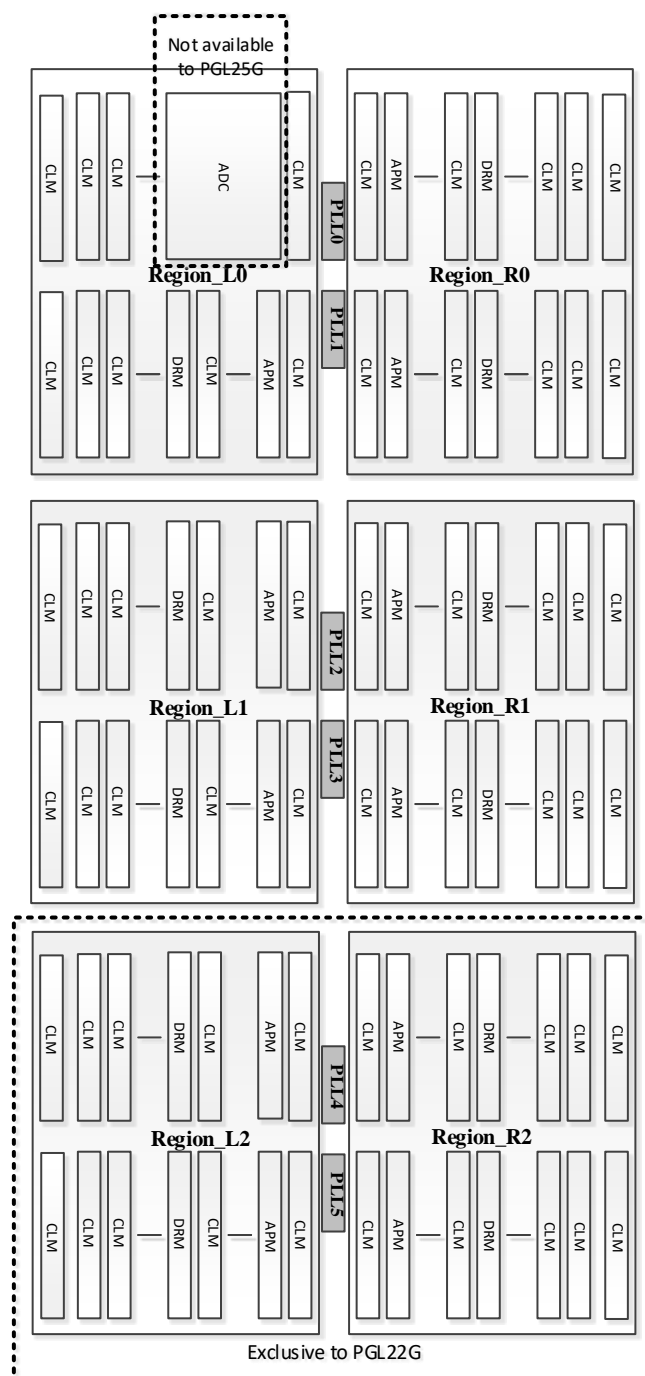 Not available
to PGL25G
CLM
CLM
CLM
ADC
CLM
PLL0
CLM
APM
CLM
DRM
CLM
CLM
CLM
Region_L0
Region_R0
CLM
CLM
CLM
DRM
CLM
APM
CLM
PLL1
CLM
APM
CLM
DRM
CLM
CLM
CLM
CLM
CLM
CLM
DRM
CLM
APM
CLM
PLL2
CLM
APM
CLM
DRM
CLM
CLM
CLM
Region_L1
Region_R1
CLM
CLM
CLM
DRM
CLM
APM
CLM
PLL3
CLM
APM
CLM
DRM
CLM
CLM
CLM
CLM
CLM
CLM
DRM
CLM
APM
CLM
PLL4
CLM
APM
CLM
DRM
CLM
CLM
CLM
Region_L2
Region_R2
CLM
CLM
CLM
DRM
CLM
APM
CLM
PLL5
CLM
APM
CLM
DRM
CLM
CLM
CLM
Exclusive to PGL22G